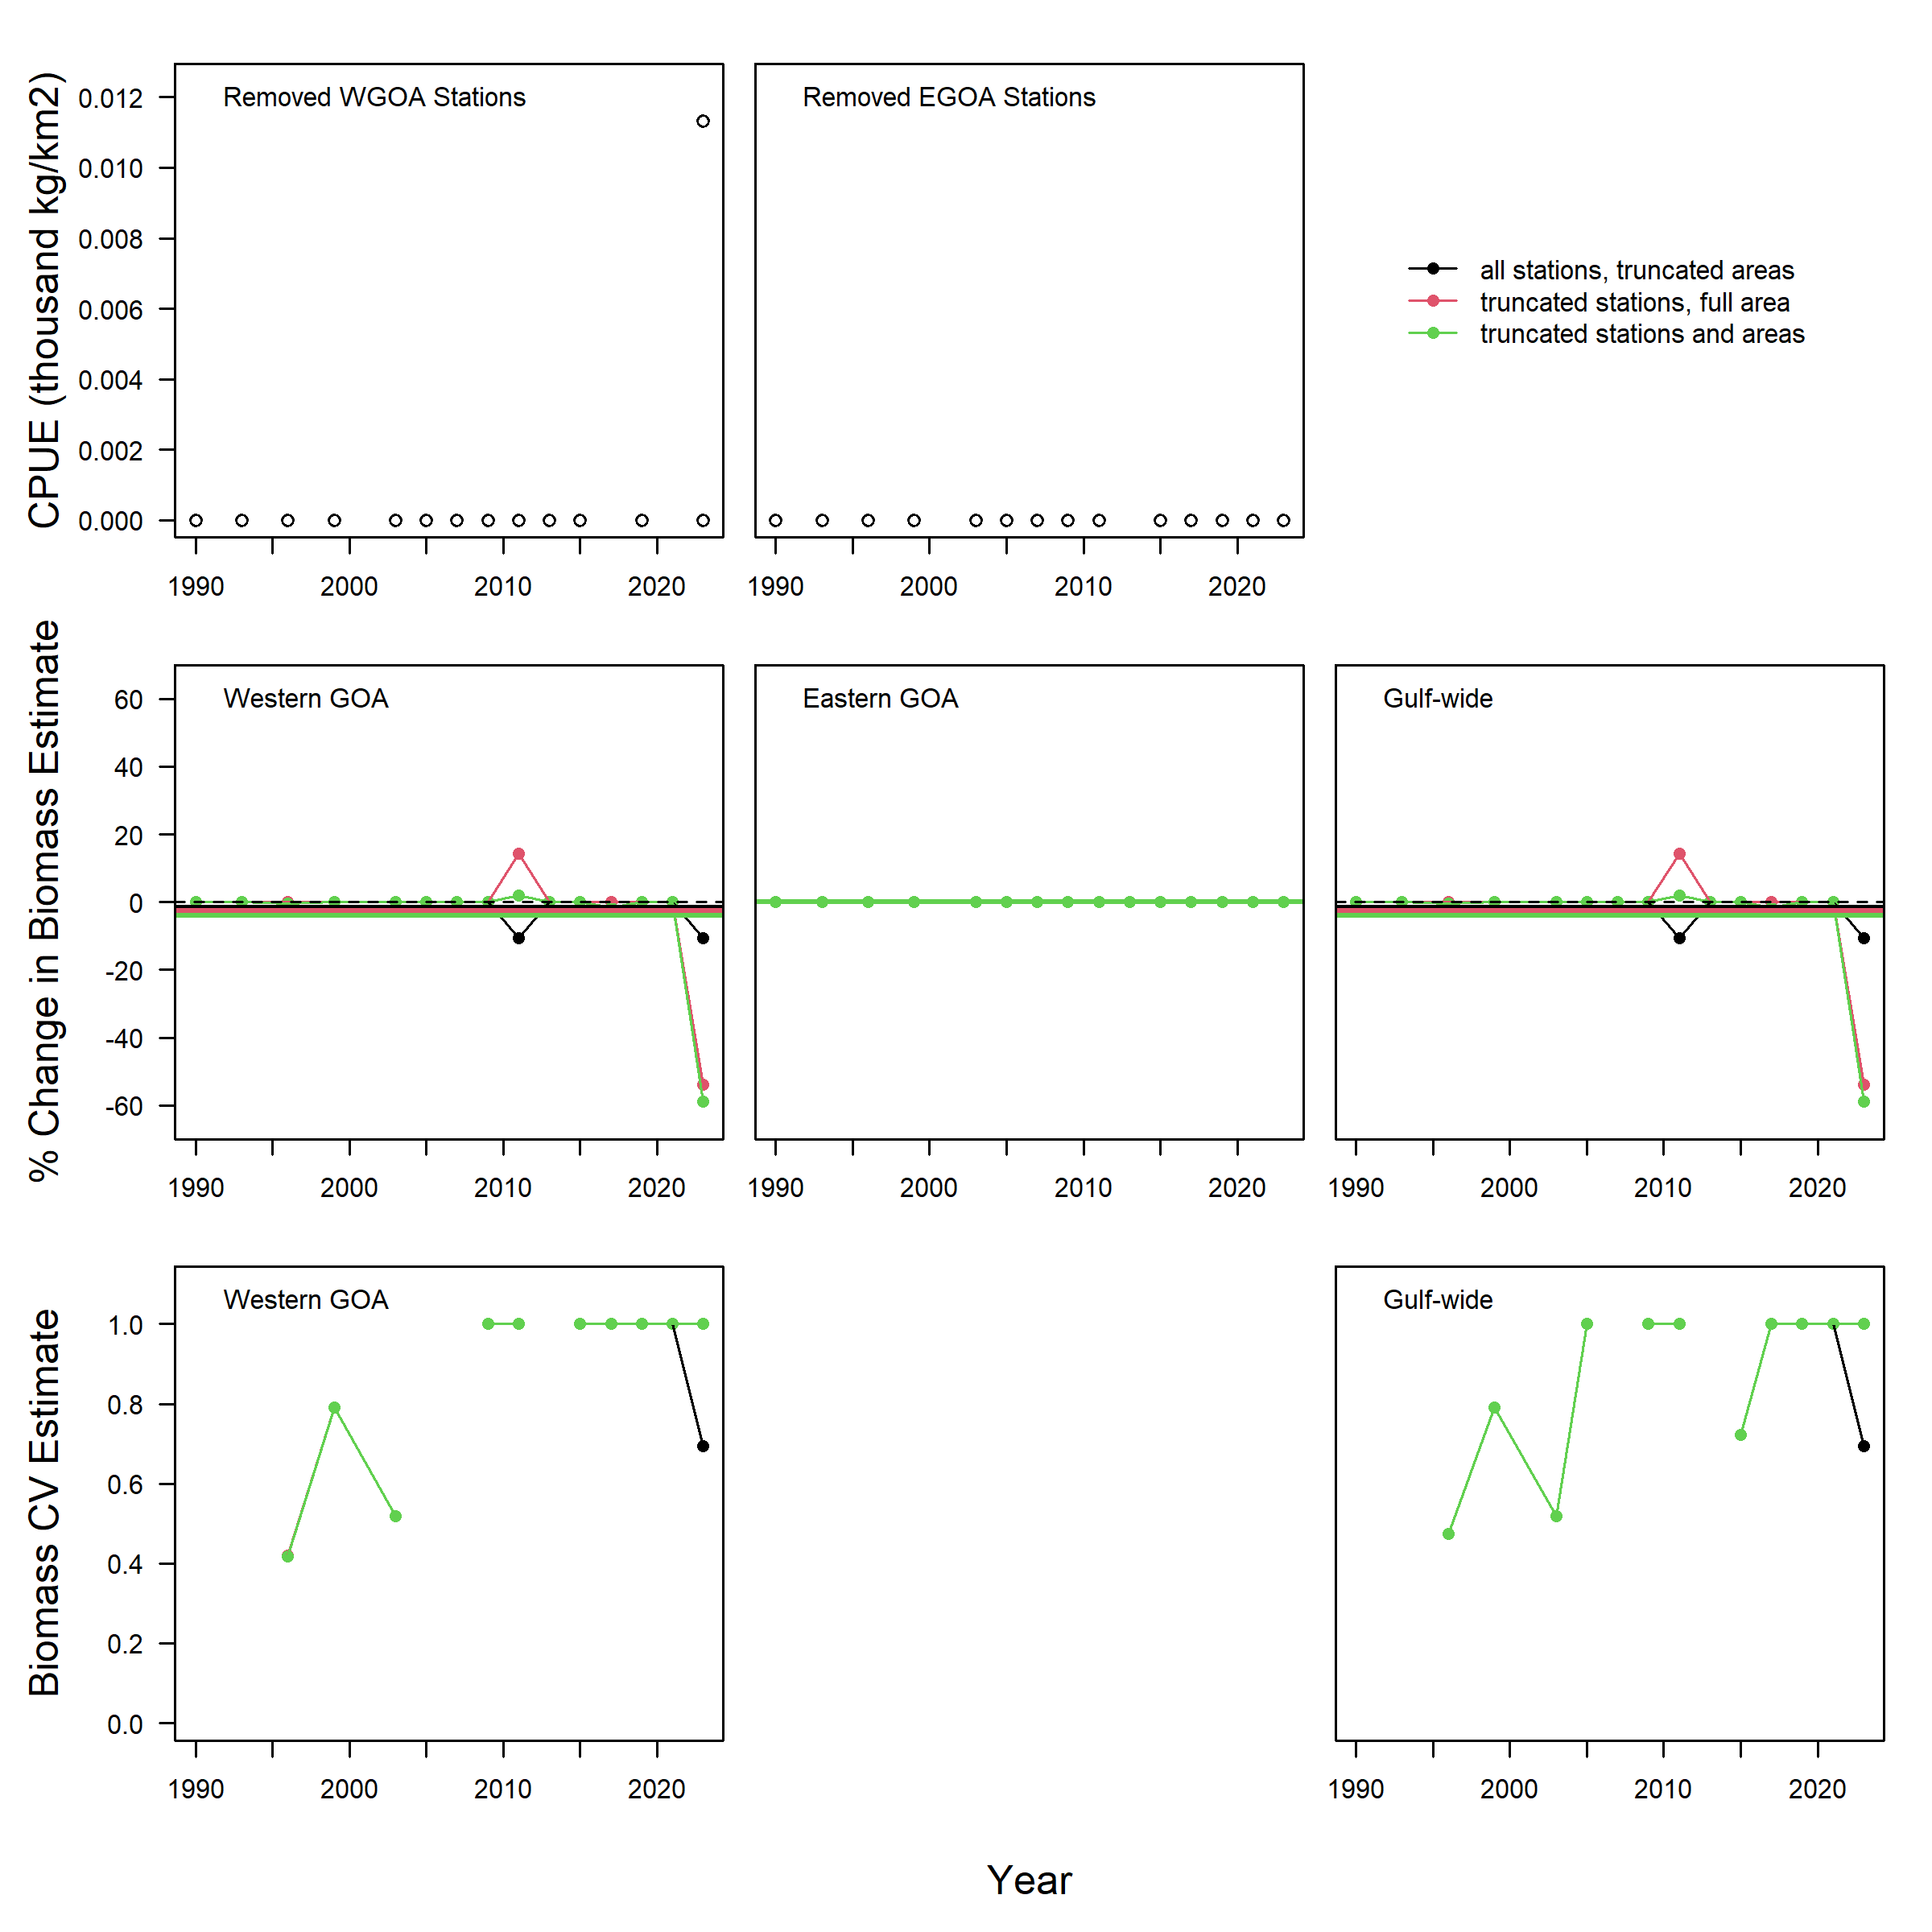 CPUE (thousand kg/km2)
Removed WGOA Stations
0.012
0.010
0.008
0.006
0.004
0.002
0.000
1990 2000 2010 2020
Removed EGOA Stations
1990 2000 2010 2020
all stations, truncated areas
truncated stations, full area
truncated stations and areas
% Change in Biomass Estimate
Western GOA
60
40
20
0
-20
-40
-60
1990 2000 2010 2020
Eastern GOA
1990 2000 2010 2020
Gulf-wide
1990 2000 2010 2020
Biomass CV Estimate
Western GOA
1.0
0.8
0.6
0.4
0.2
0.0
1990 2000 2010 2020
Gulf-wide
1990 2000 2010 2020
Year